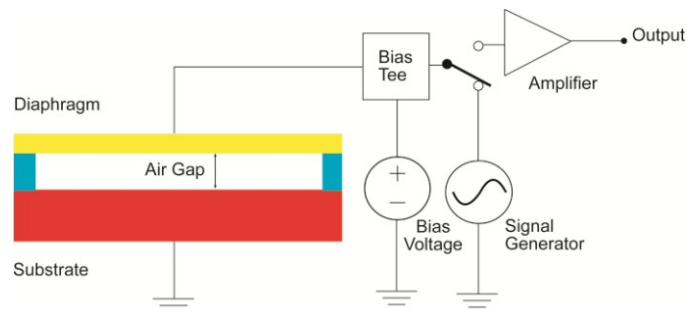 Output
Bias
Tee
Amplifier
Diaphragm
Air Gap
+
−
Bias
Voltage
Signal
Generator
Substrate